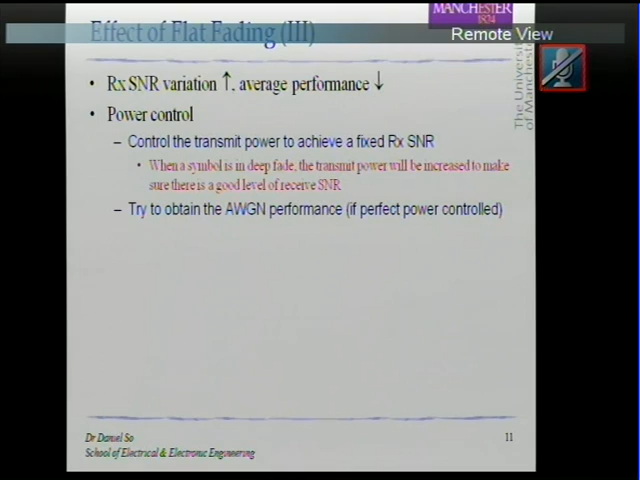 MANCHESTER
1824
Effect of Flat Fading (III)
Remote View
The University
of Manchester
• Rx SNR variation ↑, average performance ↓
• Power control
– Control the transmit power to achieve a fixed Rx SNR
• When a symbol is in deep fade, the transmit power will be increased to make
sure there is a good level of receive SNR
– Try to obtain the AWGN performance (if perfect power controlled)
Dr Daniel So
School of Electrical & Electronic Engineering
11